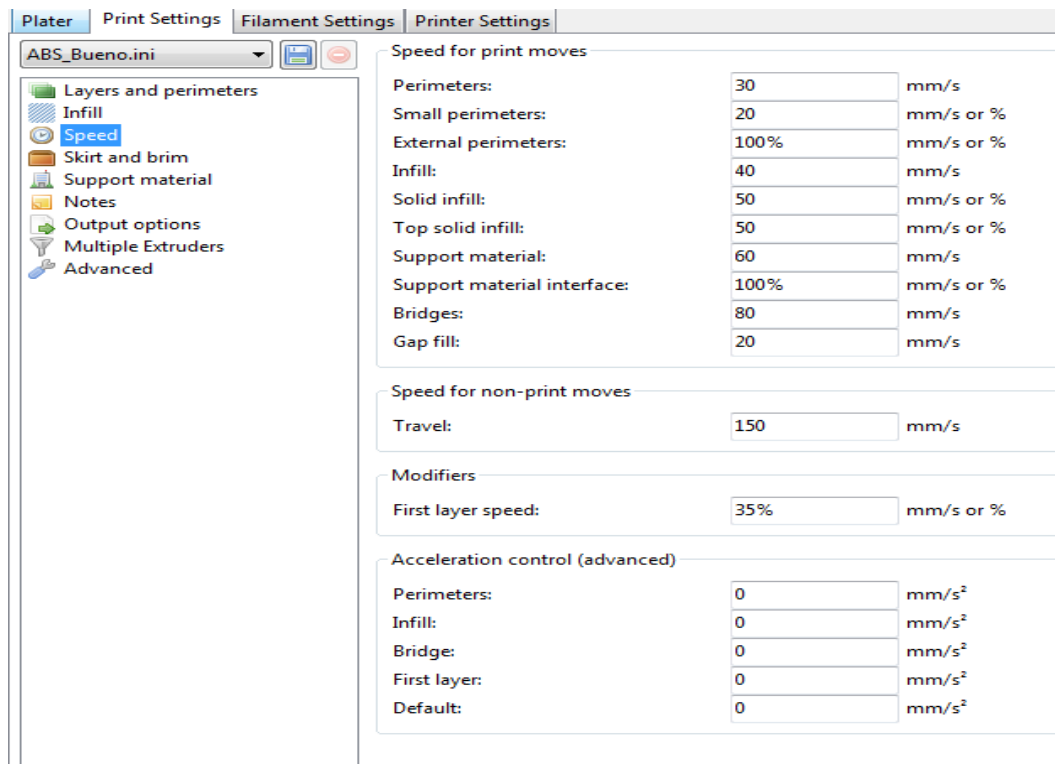 Plater Print Settings Filament Settings Printer Settings
ABS_Bueno.ini
Layers and perimeters
Infill
Speed
Skirt and brim
Support material
Notes
Output options
Multiple Extruders
Advanced
Speed for print moves
Perimeters: 30 mm/s
Small perimeters: 20 mm/s or %
External perimeters: 100% mm/s or %
Infill: 40 mm/s
Solid infill: 50 mm/s or %
Top solid infill: 50 mm/s or %
Support material: 60 mm/s
Support material interface: 100% mm/s or %
Bridges: 80 mm/s
Gap fill: 20 mm/s
Speed for non-print moves
Travel: 150 mm/s
Modifiers
First layer speed: 35% mm/s or %
Acceleration control (advanced)
Perimeters: 0 mm/s²
Infill: 0 mm/s²
Bridge: 0 mm/s²
First layer: 0 mm/s²
Default: 0 mm/s²